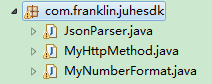 com.franklin.juhesdk
JsonParser.java
MyHttpMethod.java
MyNumberFormat.java